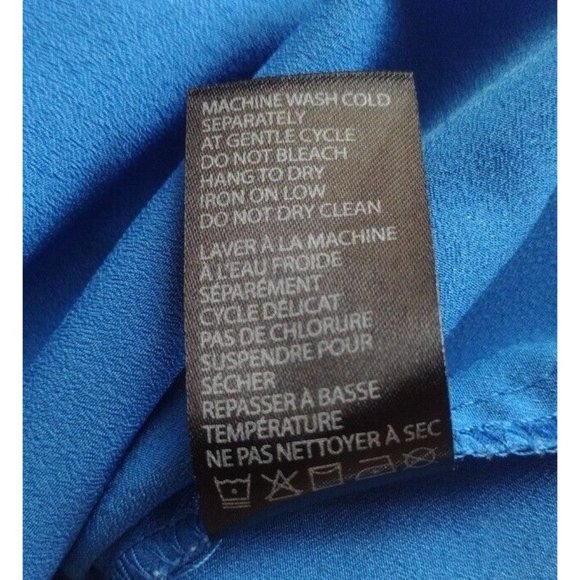 MACHINE WASH COLD
SEPARATELY
AT GENTLE CYCLE
DO NOT BLEACH
HANG TO DRY
IRON ON LOW
DO NOT DRY CLEAN
LAVER À LA MACHINE
À L'EAU FROIDE
SÉPARÉMENT
CYCLE DÉLICAT
PAS DE CHLORURE
SUSPENDRE POUR
SÉCHER
REPASSER À BASSE
TEMPÉRATURE
NE PAS NETTOYER À SEC